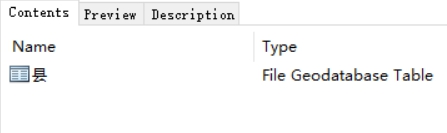 Contents Preview Description
Name Type
县 File Geodatabase Table